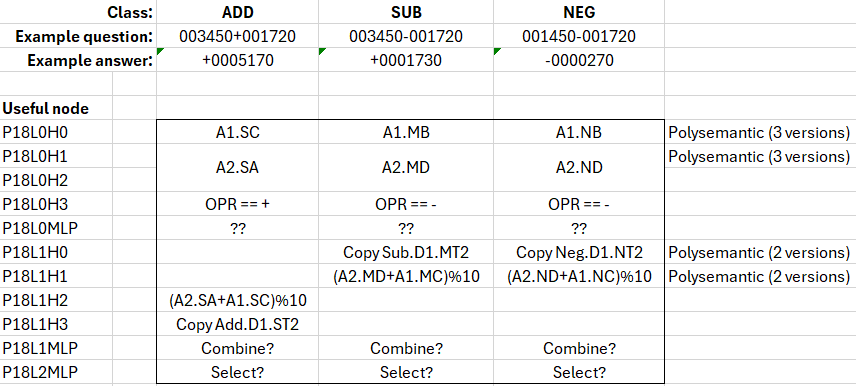 Class: ADD SUB NEG
Example question: 003450+001720 003450-001720 001450-001720
Example answer: +0005170 +0001730 -0000270
Useful node
P18L0H0 A1.SC A1.MB A1.NB Polysemantic (3 versions)
P18L0H1 Polysemantic (3 versions)
A2.SA A2.MD A2.ND
P18L0H2
P18L0H3 OPR == + OPR == - OPR == -
P18L0MLP ?? ?? ??
P18L1H0 Copy Sub.D1.MT2 Copy Neg.D1.NT2 Polysemantic (2 versions)
P18L1H1 (A2.MD+A1.MC)%10 (A2.ND+A1.NC)%10 Polysemantic (2 versions)
P18L1H2 (A2.SA+A1.SC)%10
P18L1H3 Copy Add.D1.ST2
P18L1MLP Combine? Combine? Combine?
P18L2MLP Select? Select? Select?